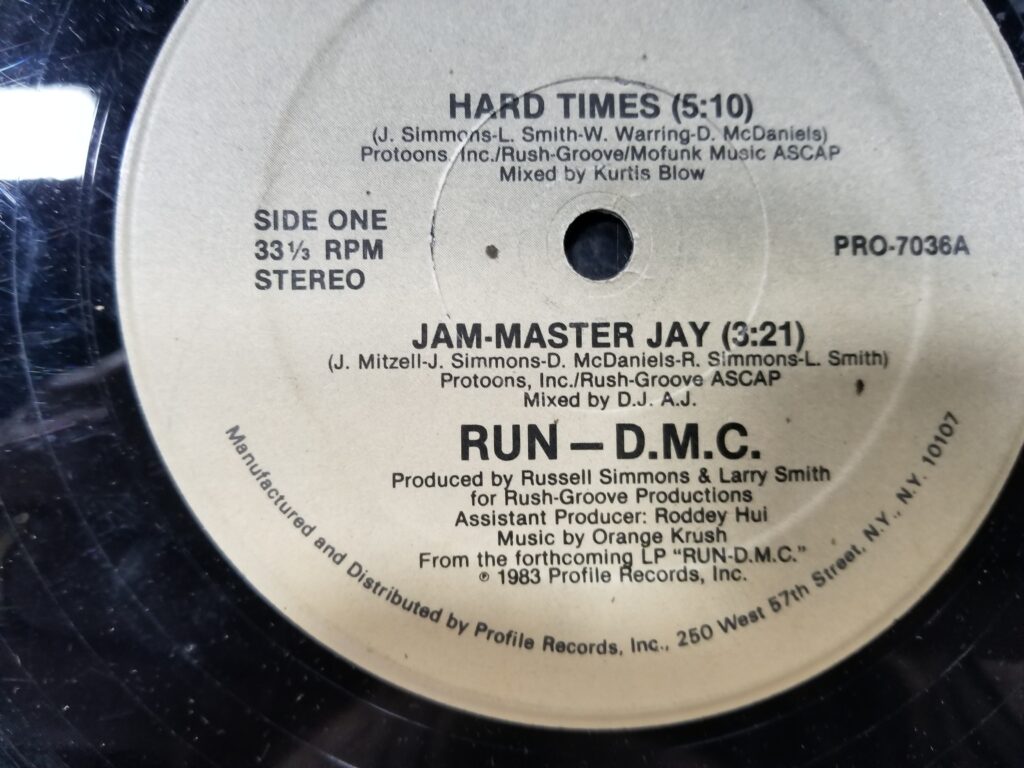 HARD TIMES (5:10)
(J. Simmons-L. Smith-W. Warring-D. McDaniels)
Protoons, Inc./Rush-Groove/Mofunk Music ASCAP
Mixed by Kurtis Blow
SIDE ONE
33⅓ RPM
STEREO
PRO-7036A
JAM-MASTER JAY (3:21)
(J. Mitzell-J. Simmons-D. McDaniels-R. Simmons-L. Smith)
Protoons, Inc./Rush-Groove ASCAP
Mixed by D.J. A.J.
RUN—D.M.C.
Produced by Russell Simmons & Larry Smith
for Rush-Groove Productions
Assistant Producer: Roddey Hui
Music by Orange Krush
From the forthcoming LP "RUN-D.M.C."
℗ 1983 Profile Records, Inc.
Manufactured and Distributed by Profile Records, Inc., 250 West 57th Street, N.Y., N.Y. 10107